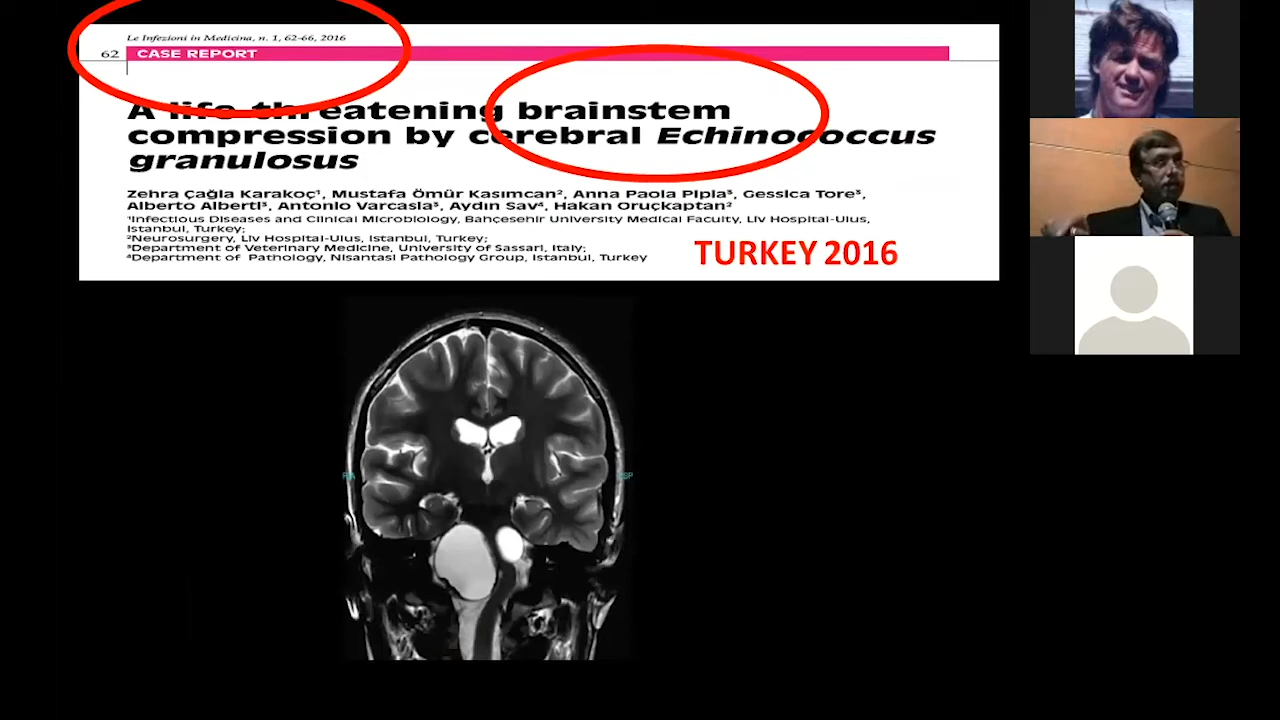 Le Infezioni in Medicina, n. 1, 62-66, 2016
62 CASE REPORT
A life-threatening brainstem
compression by cerebral Echinococcus
granulosus
Zehra Çağla Karakoç¹, Mustafa Ömür Kasımcan², Anna Paola Pipia³, Gessica Tore³,
Alberto Alberti³, Antonio Varcasia³, Aydın Sav⁴, Hakan Oruçkaptan²
¹Infectious Diseases and Clinical Microbiology, Bahçesehir University Medical Faculty, Liv Hospital-Ulus,
Istanbul, Turkey;
²Neurosurgery, Liv Hospital-Ulus, Istanbul, Turkey;
³Department of Veterinary Medicine, University of Sassari, Italy;
⁴Department of Pathology, Nisantasi Pathology Group, Istanbul, Turkey
TURKEY 2016